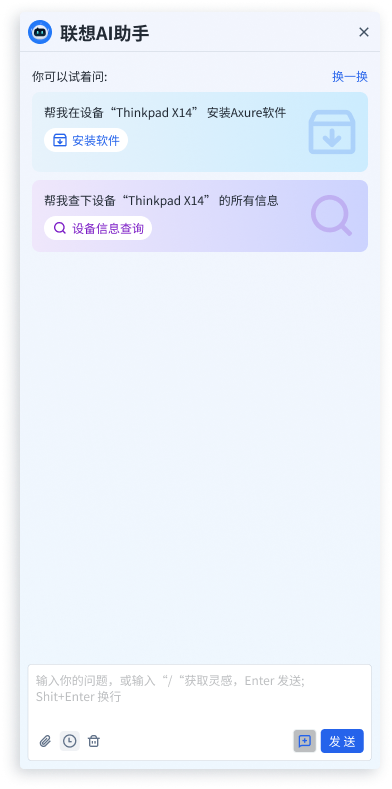 联想AI助手
你可以试着问:
换一换
帮我在设备“Thinkpad X14” 安装Axure软件
安装软件
帮我查下设备“Thinkpad X14” 的所有信息
设备信息查询
输入你的问题，或输入“/“获取灵感，Enter 发送;
Shit+Enter 换行
发 送